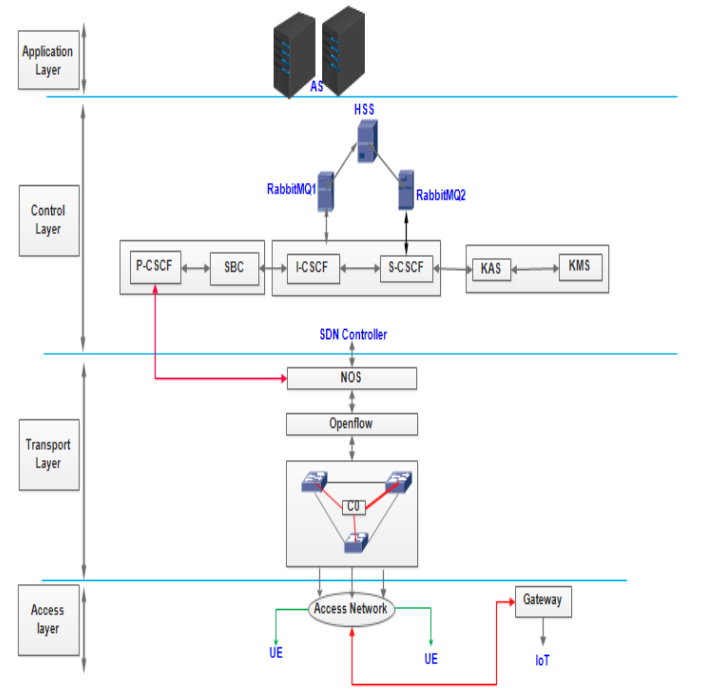 Application
Layer
AS
HSS
RabbitMQ1
RabbitMQ2
Control
Layer
P-CSCF
SBC
I-CSCF
S-CSCF
KAS
KMS
SDN Controller
NOS
Openflow
Transport
Layer
C0
Access
layer
Access Network
Gateway
UE
UE
IoT